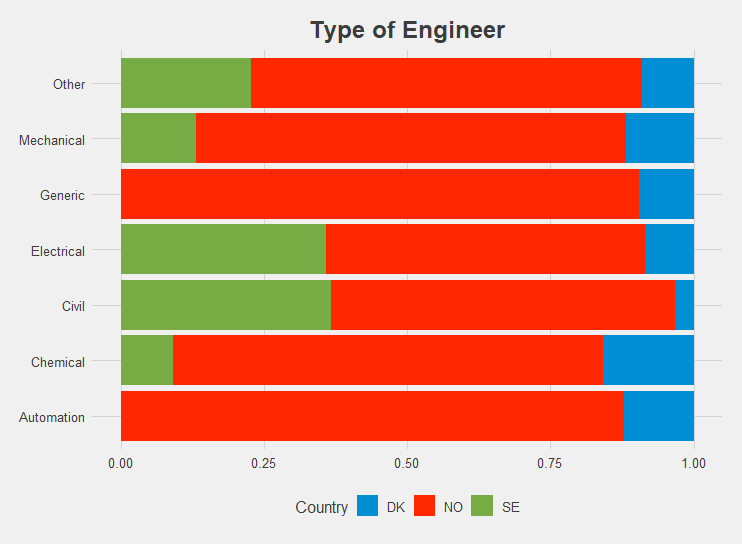 Type of Engineer
Other
Mechanical
Generic
Electrical
Civil
Chemical
Automation
0.00 0.25 0.50 0.75 1.00
Country DK NO SE